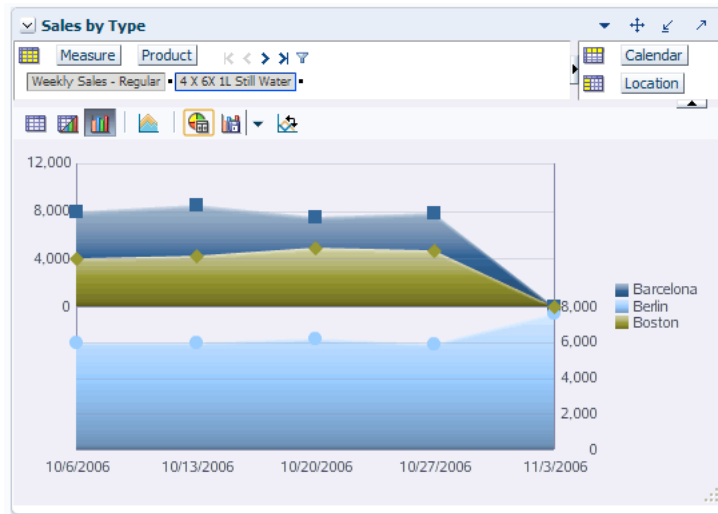 Sales by Type
Measure Product
Calendar
Weekly Sales - Regular 4 X 6X 1L Still Water
Location
12,000
8,000
4,000
0
Barcelona
Berlin
Boston
8,000
6,000
4,000
2,000
0
10/6/2006 10/13/2006 10/20/2006 10/27/2006 11/3/2006